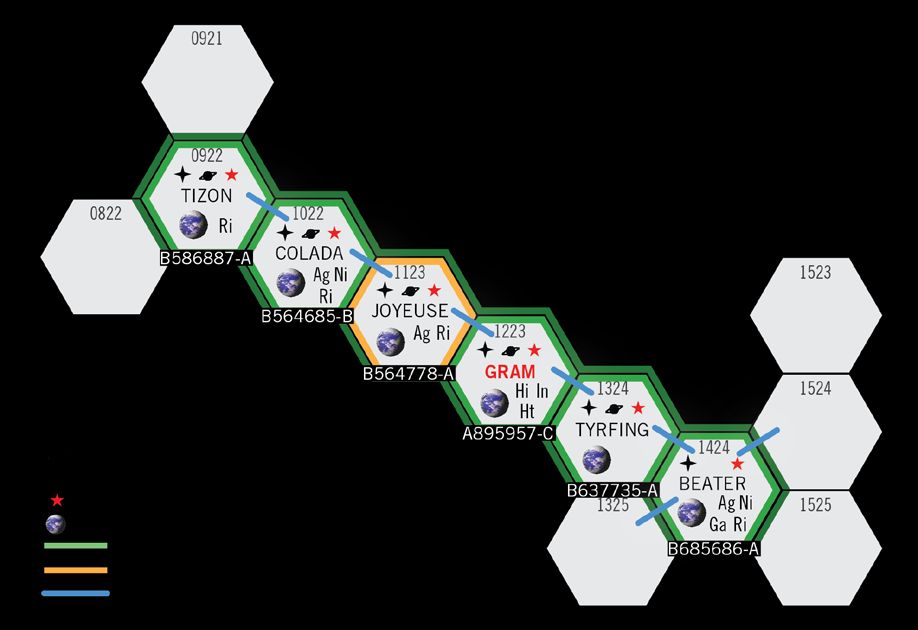 0921
0922
TIZON
Ri
B586887-A
0822
1022
COLADA
Ag Ni
Ri
B564685-B
1123
JOYEUSE
Ag Ri
B564778-A
1223
GRAM
Hi In
Ht
A895957-C
1324
TYRFING
B637735-A
1325
1424
BEATER
Ag Ni
Ga Ri
B685686-A
1523
1524
1525